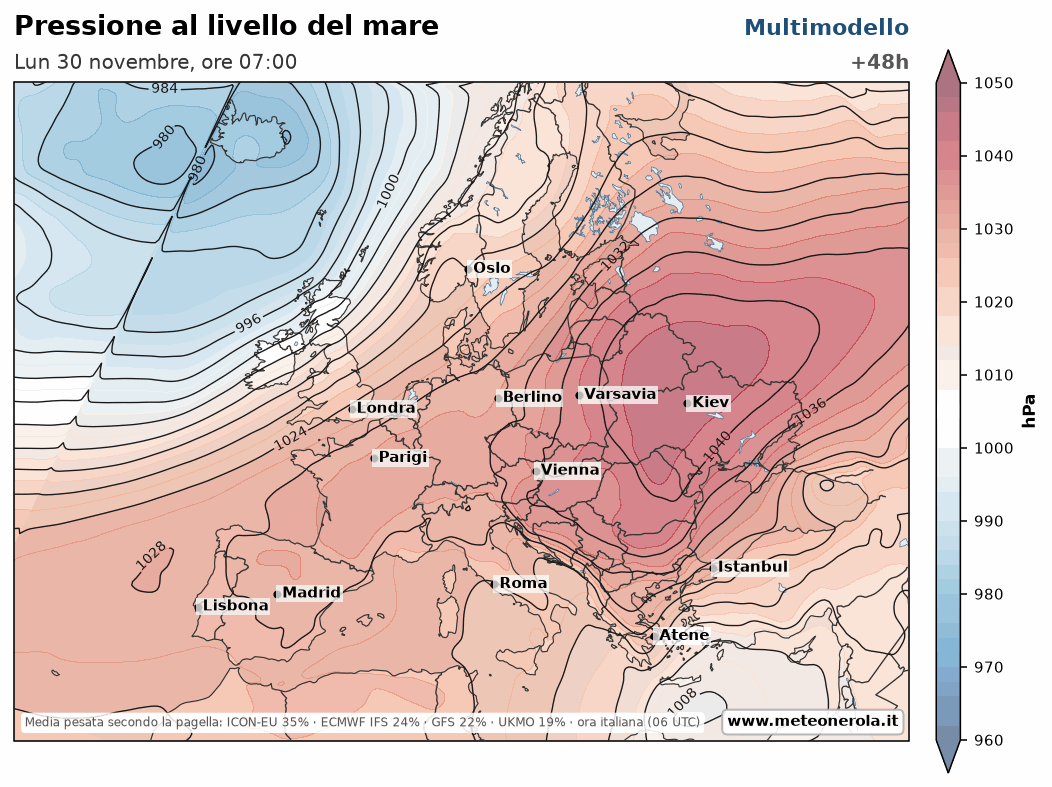 Pressione al livello del mare
Multimodello
Lun 30 novembre, ore 07:00
+48h
984
980
980
1000
996
1032
1024
1028
1036
1040
1008
Oslo
Londra
Berlino
Varsavia
Kiev
Parigi
Vienna
Istanbul
Roma
Madrid
Lisbona
Atene
1050
1040
1030
1020
1010
1000
990
980
970
960
hPa
Media pesata secondo la pagella: ICON-EU 35% · ECMWF IFS 24% · GFS 22% · UKMO 19% · ora italiana (06 UTC)
www.meteonerola.it